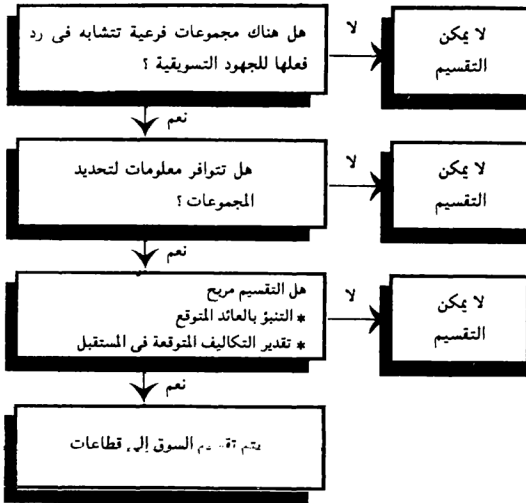 هل هناك مجموعات فرعية تتشابه فى رد
فعلها للجهود التسويقية ؟
لا
لا يمكن
التقسيم
نعم
هل تتوافر معلومات لتحديد
المجموعات ؟
لا
لا يمكن
التقسيم
نعم
هل التقسيم مربح
* التنبؤ بالعائد المتوقع
* تقدير التكاليف المتوقعة فى المستقبل
لا
لا يمكن
التقسيم
نعم
يتم تقسيم السوق إلى قطاعات